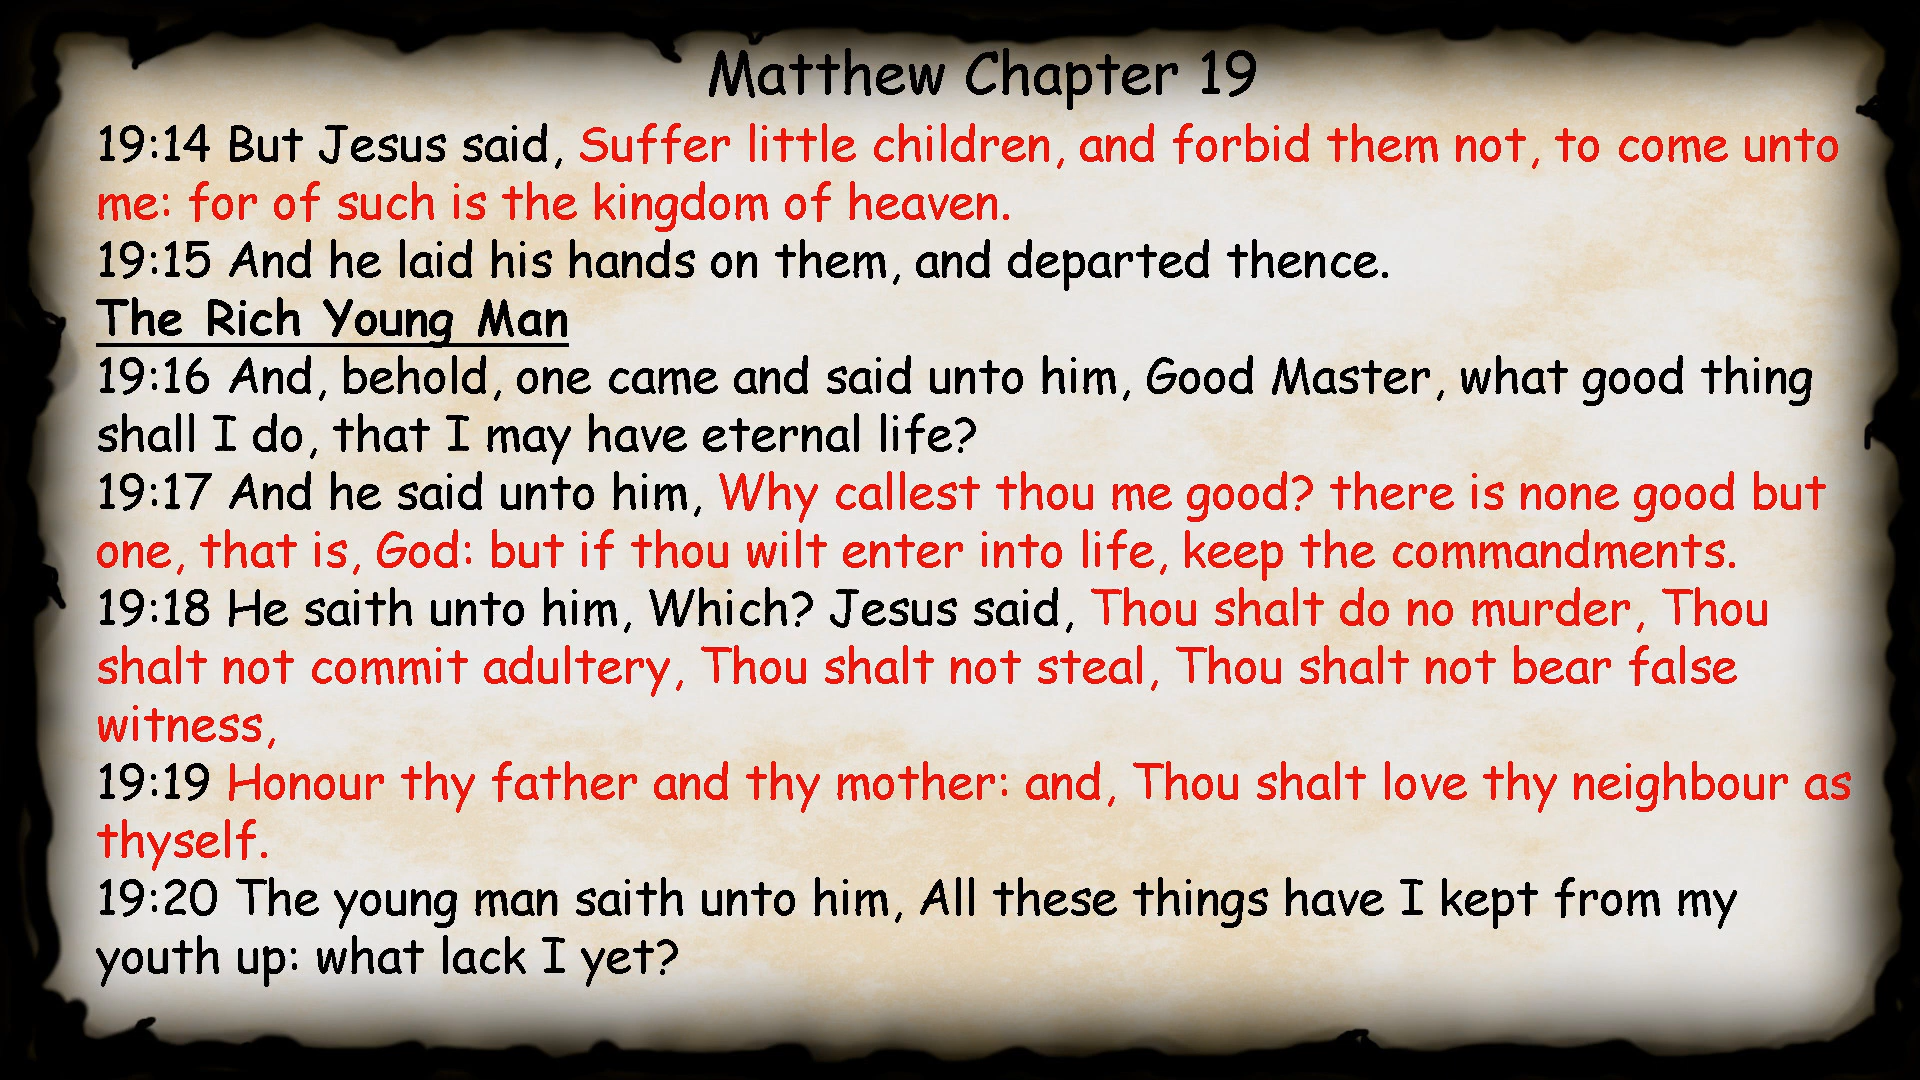 Matthew Chapter 19
19:14 But Jesus said, Suffer little children, and forbid them not, to come unto
me: for of such is the kingdom of heaven.
19:15 And he laid his hands on them, and departed thence.
The Rich Young Man
19:16 And, behold, one came and said unto him, Good Master, what good thing
shall I do, that I may have eternal life?
19:17 And he said unto him, Why callest thou me good? there is none good but
one, that is, God: but if thou wilt enter into life, keep the commandments.
19:18 He saith unto him, Which? Jesus said, Thou shalt do no murder, Thou
shalt not commit adultery, Thou shalt not steal, Thou shalt not bear false
witness,
19:19 Honour thy father and thy mother: and, Thou shalt love thy neighbour as
thyself.
19:20 The young man saith unto him, All these things have I kept from my
youth up: what lack I yet?